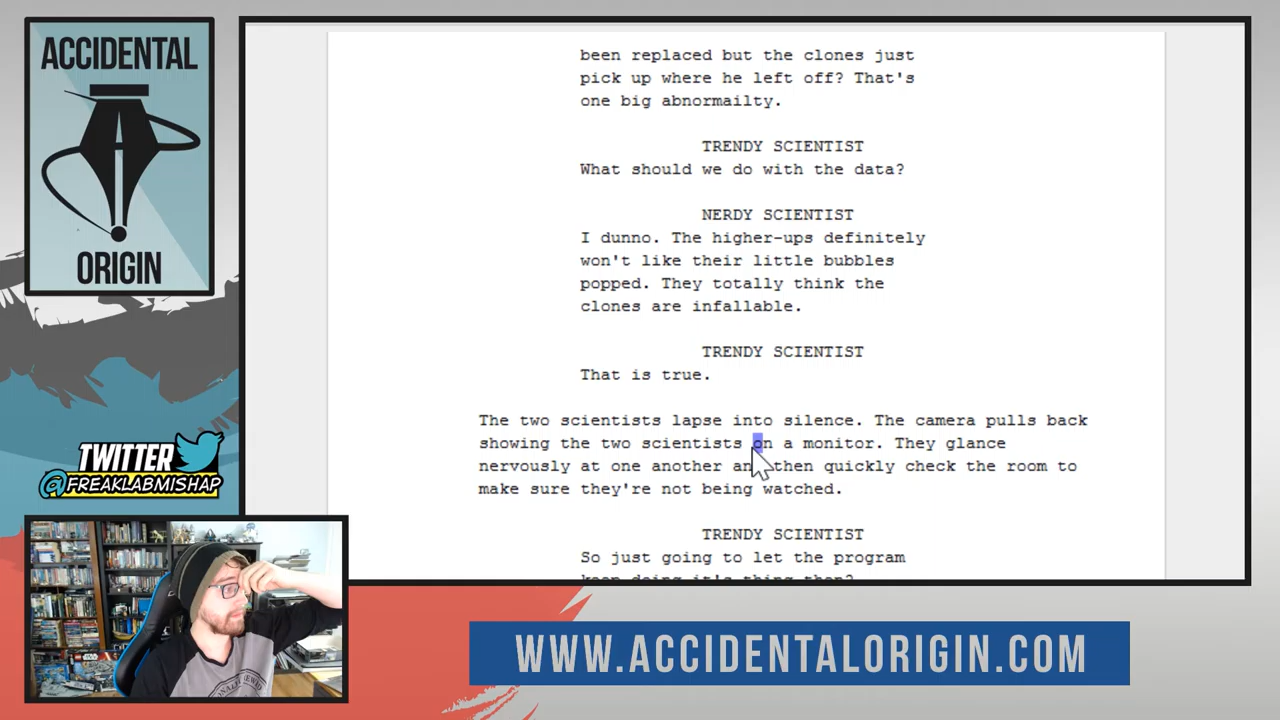 ACCIDENTAL
ORIGIN
been replaced but the clones just
pick up where he left off? That's
one big abnormailty.
TRENDY SCIENTIST
What should we do with the data?
NERDY SCIENTIST
I dunno. The higher-ups definitely
won't like their little bubbles
popped. They totally think the
clones are infallable.
TRENDY SCIENTIST
That is true.
The two scientists lapse into silence. The camera pulls back
showing the two scientists on a monitor. They glance
nervously at one another and then quickly check the room to
make sure they're not being watched.
TRENDY SCIENTIST
So just going to let the program
keep doing it's thing then?
TWITTER
@FREAKLABMISHAP
WWW.ACCIDENTALORIGIN.COM